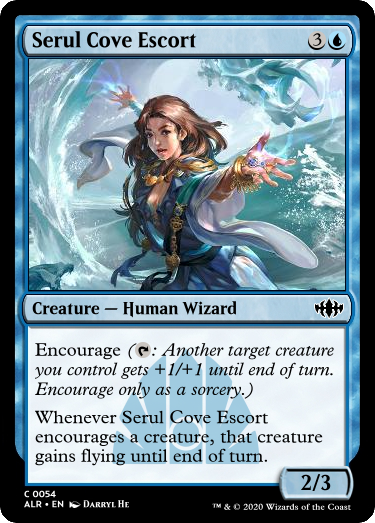 Serul Cove Escort 3
Creature — Human Wizard
Encourage (: Another target creature
you control gets +1/+1 until end of turn.
Encourage only as a sorcery.)
Whenever Serul Cove Escort
encourages a creature, that creature
gains flying until end of turn.
2/3
C 0054
ALR • EN Darryl He
™ & © 2020 Wizards of the Coast